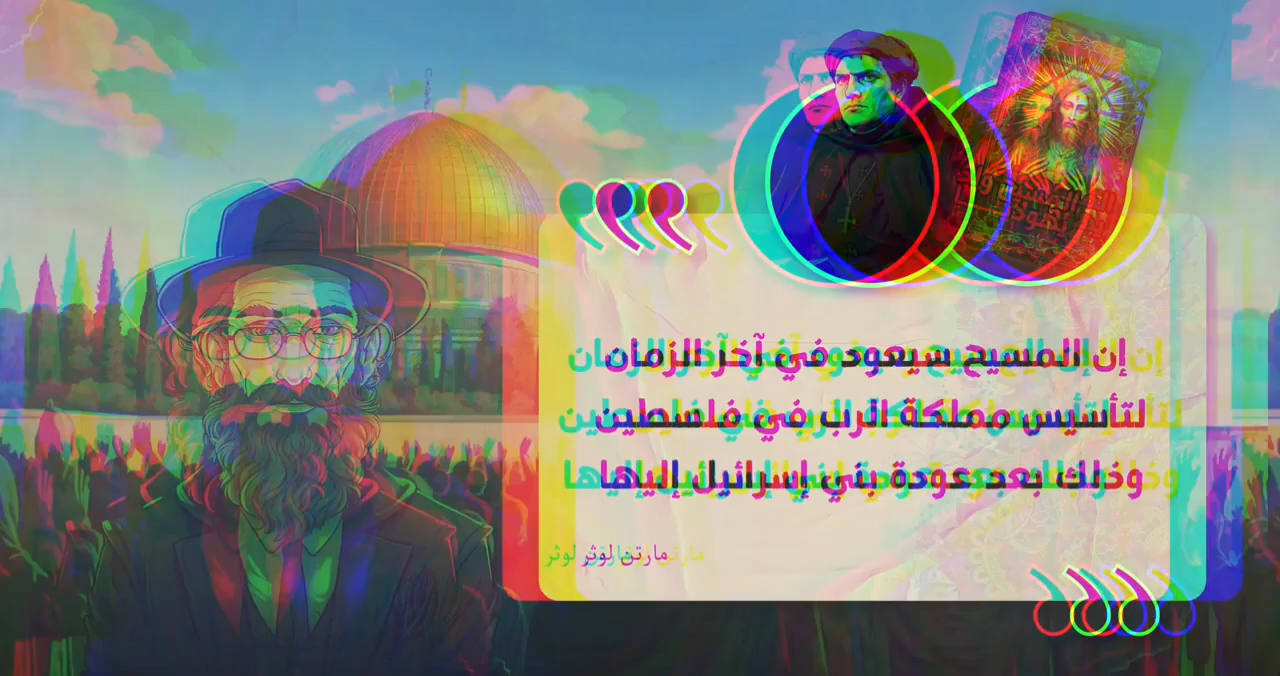 إن المسيح سيعود في آخر الزمان
لتأسيس مملكة الرب في فلسطين
وذلك بعد عودة بني إسرائيل إليها
مارتن لوثر